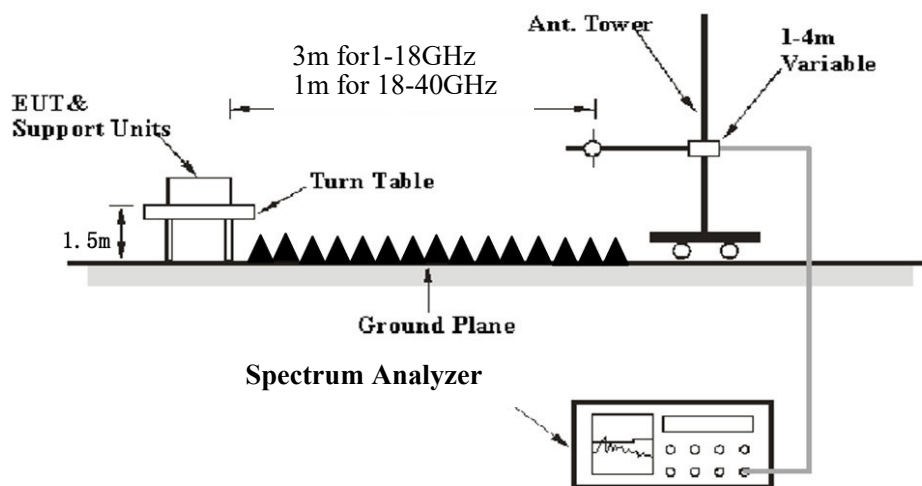 3m for1-18GHz
1m for 18-40GHz
Ant. Tower
1-4m
Variable
EUT&
Support Units
Turn Table
1.5m
Ground Plane
Spectrum Analyzer